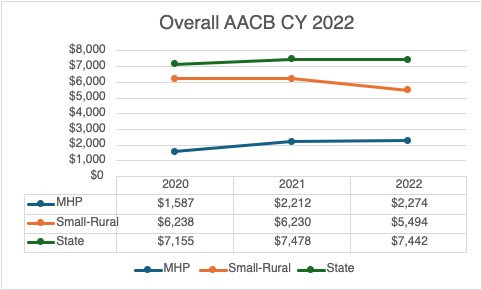 Overall AACB CY 2022
$8,000
$7,000
$6,000
$5,000
$4,000
$3,000
$2,000
$1,000
$0
2020 2021 2022
MHP $1,587 $2,212 $2,274
Small-Rural $6,238 $6,230 $5,494
State $7,155 $7,478 $7,442
MHP Small-Rural State